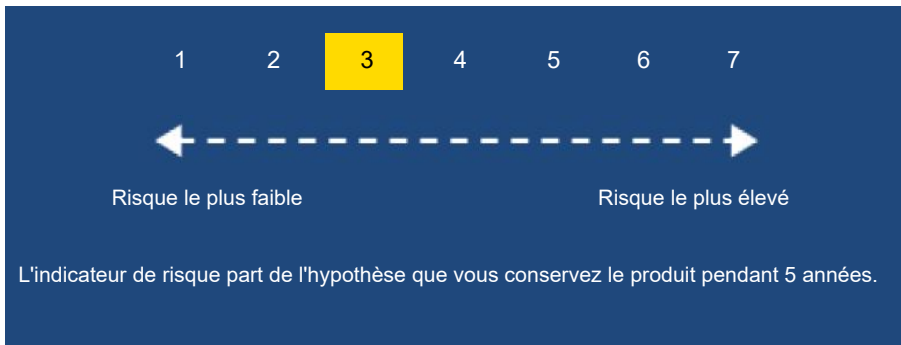 1 2 3 4 5 6 7
Risque le plus faible Risque le plus élevé
L'indicateur de risque part de l'hypothèse que vous conservez le produit pendant 5 années.